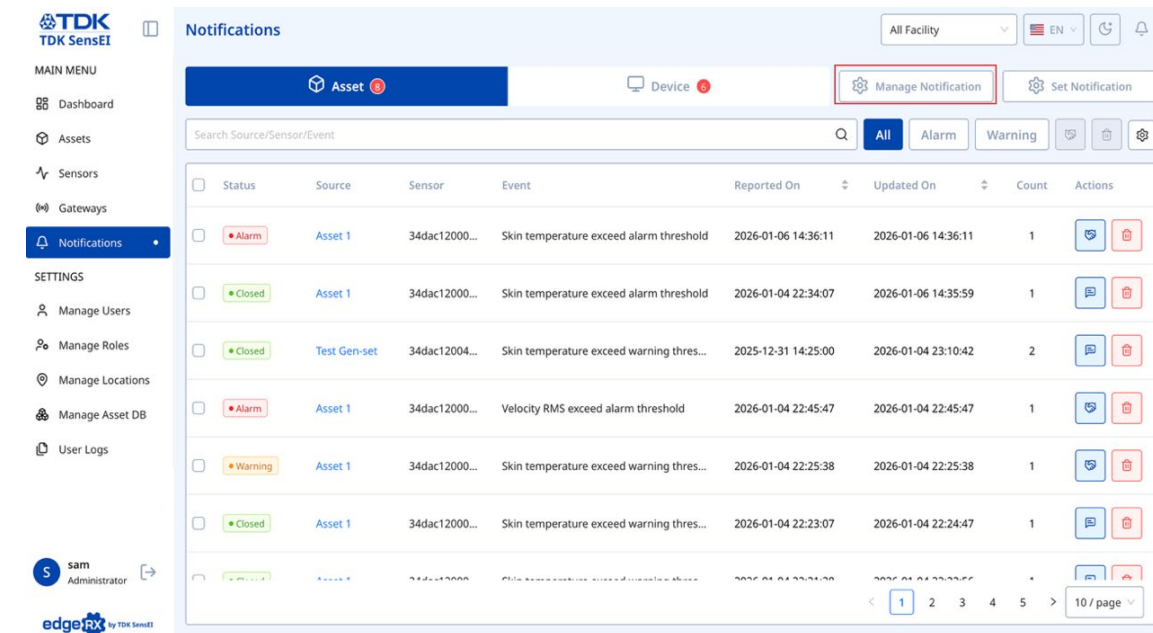 TDK
TDK SensEI
Notifications
All Facility
EN
MAIN MENU
Dashboard
Assets
Sensors
Gateways
Notifications
SETTINGS
Manage Users
Manage Roles
Manage Locations
Manage Asset DB
User Logs
sam
S
Administrator
edgeRX by TDK SensEI
Asset 8
Device 6
Manage Notification
Set Notification
Search Source/Sensor/Event
All
Alarm
Warning
Status Source Sensor Event Reported On Updated On Count Actions
Alarm Asset 1 34dac12000... Skin temperature exceed alarm threshold 2026-01-06 14:36:11 2026-01-06 14:36:11 1
Closed Asset 1 34dac12000... Skin temperature exceed alarm threshold 2026-01-04 22:34:07 2026-01-06 14:35:59 1
Closed Test Gen-set 34dac12004... Skin temperature exceed warning thres... 2025-12-31 14:25:00 2026-01-04 23:10:42 2
Alarm Asset 1 34dac12000... Velocity RMS exceed alarm threshold 2026-01-04 22:45:47 2026-01-04 22:45:47 1
Warning Asset 1 34dac12000... Skin temperature exceed warning thres... 2026-01-04 22:25:38 2026-01-04 22:25:38 1
Closed Asset 1 34dac12000... Skin temperature exceed warning thres... 2026-01-04 22:23:07 2026-01-04 22:24:47 1
< 1 2 3 4 5 > 10 / page